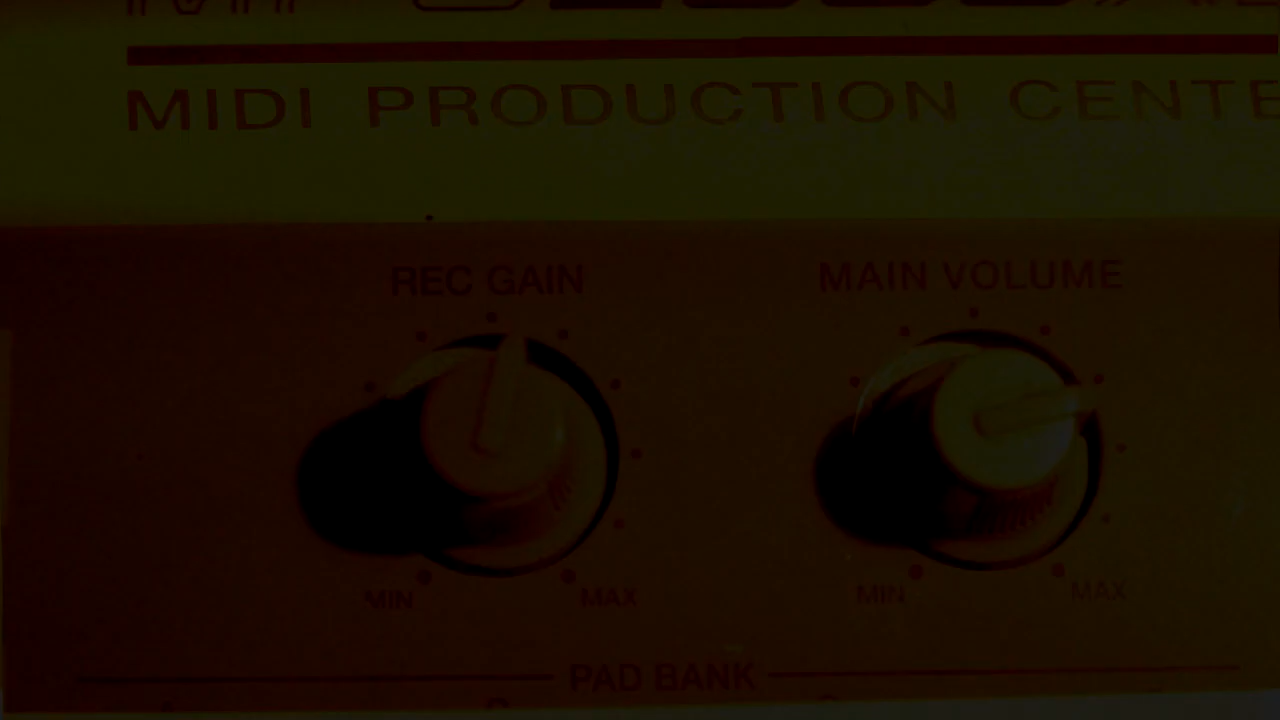 MIDI PRODUCTION CENTE
REC GAIN
MAIN VOLUME
MIN
MAX
MIN
MAX
PAD BANK